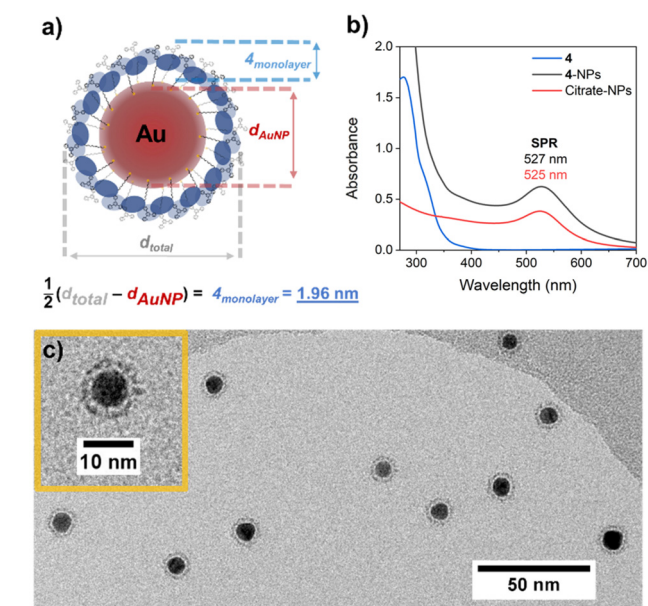 a)
4monolayer
Au
dAuNP
dtotal
1/2(dtotal – dAuNP) = 4monolayer = 1.96 nm
b)
2.0
1.5
1.0
0.5
0.0
Absorbance
4
4-NPs
Citrate-NPs
SPR
527 nm
525 nm
300 400 500 600 700
Wavelength (nm)
c)
10 nm
50 nm